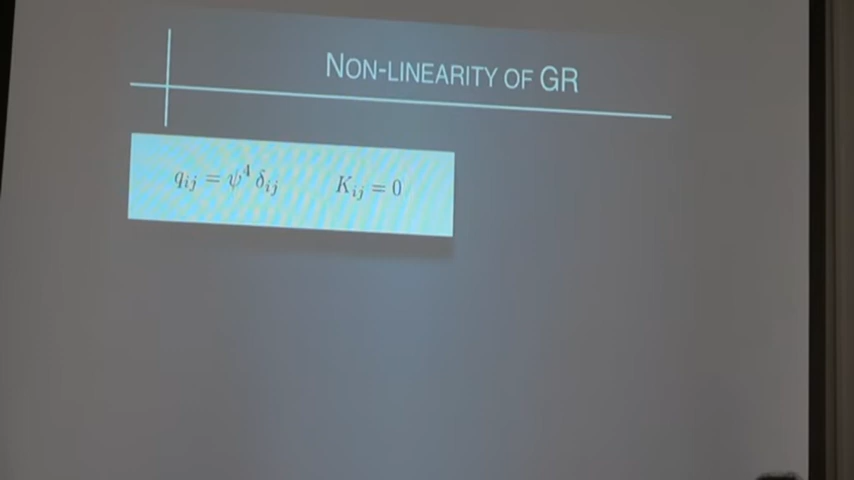 NON-LINEARITY OF GR
q_{ij} = ψ^4 δ_{ij} K_{ij} = 0